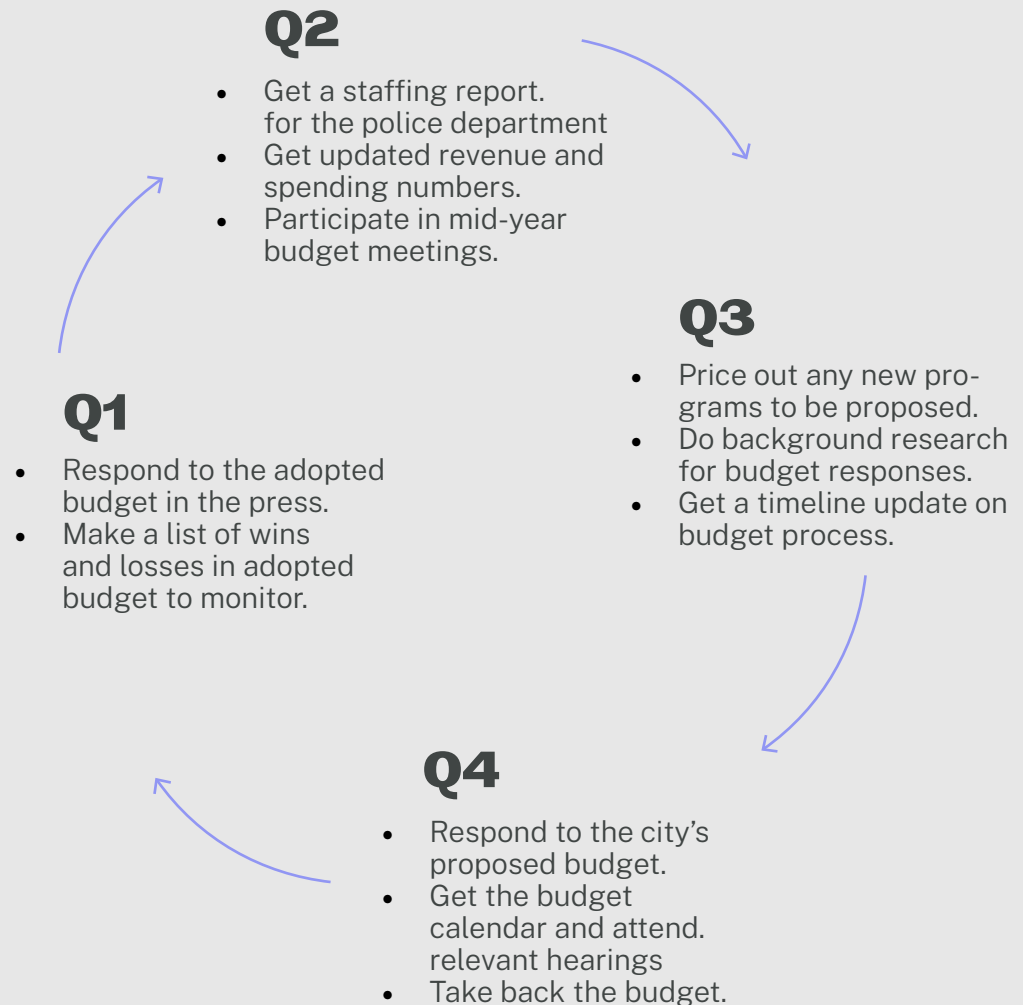 Q2
• Get a staffing report.
for the police department
• Get updated revenue and
spending numbers.
• Participate in mid-year
budget meetings.
Q3
• Price out any new pro-
grams to be proposed.
• Do background research
for budget responses.
• Get a timeline update on
budget process.
Q1
• Respond to the adopted
budget in the press.
• Make a list of wins
and losses in adopted
budget to monitor.
Q4
• Respond to the city’s
proposed budget.
• Get the budget
calendar and attend.
relevant hearings
• Take back the budget.